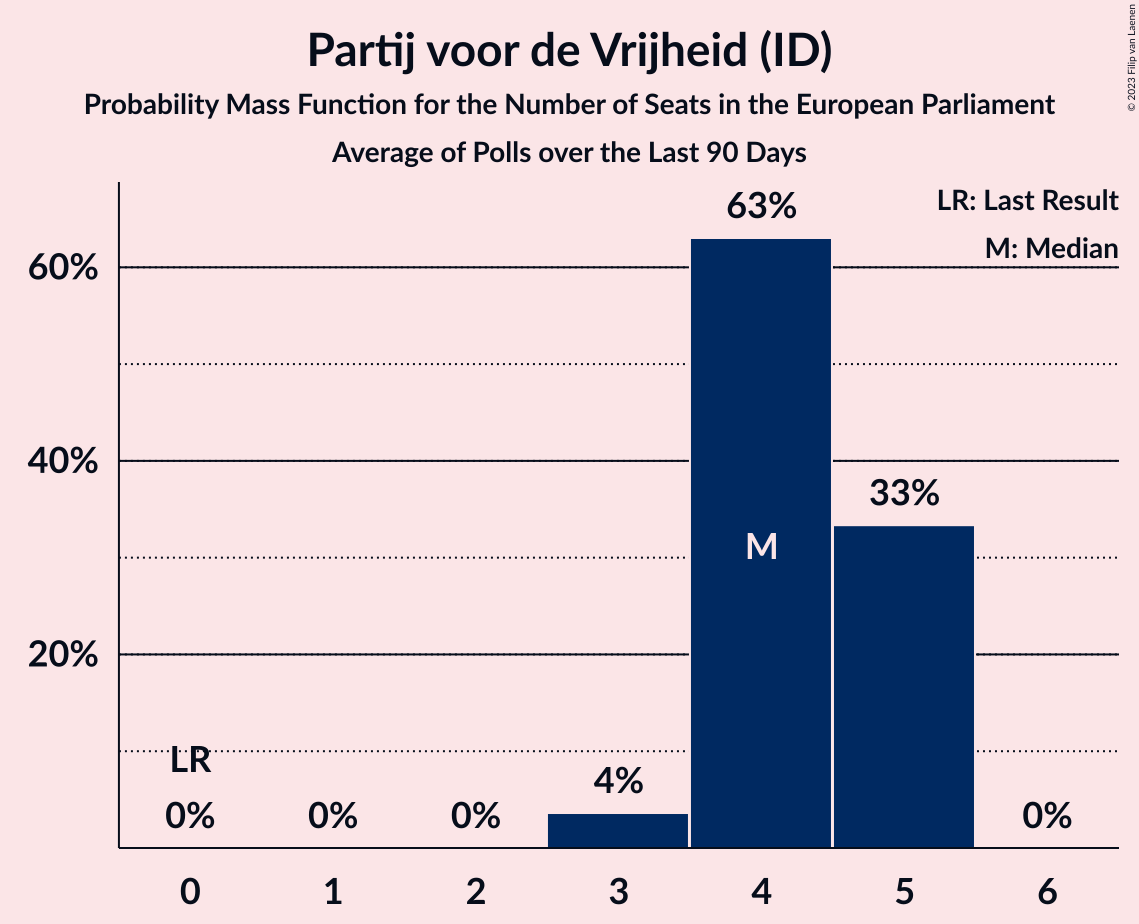 Partij voor de Vrijheid (ID)
Probability Mass Function for the Number of Seats in the European Parliament
Average of Polls over the Last 90 Days
© 2023 Filip van Laenen
LR: Last Result
M: Median
63%
60%
40%
33%
M
20%
LR
4%
0% 0% 0% 0%
0 1 2 3 4 5 6